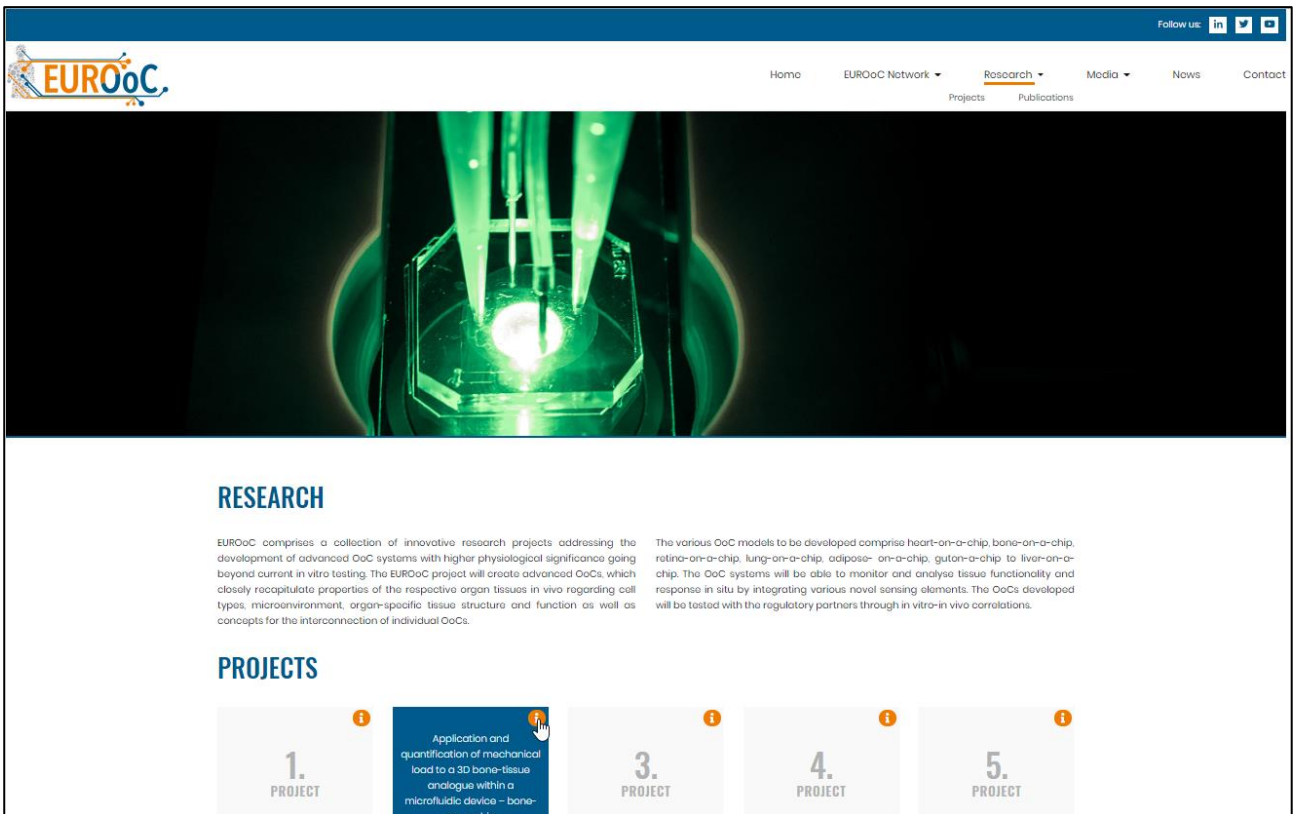 Follow us:
EUROoC.
Home EUROoC Network Research Media News Contact
Projects Publications
RESEARCH
EUROoC comprises a collection of innovative research projects addressing the
development of advanced OoC systems with higher physiological significance going
beyond current in vitro testing. The EUROoC project will create advanced OoCs, which
closely recapitulate properties of the respective organ tissues in vivo regarding cell
types, microenvironment, organ-specific tissue structure and function as well as
concepts for the interconnection of individual OoCs.
The various OoC models to be developed comprise heart-on-a-chip, bone-on-a-chip,
retina-on-a-chip, lung-on-a-chip, adipose- on-a-chip, guton-a-chip to liver-on-a-
chip. The OoC systems will be able to monitor and analyse tissue functionality and
response in situ by integrating various novel sensing elements. The OoCs developed
will be tested with the regulatory partners through in vitro-in vivo correlations.
PROJECTS
1.
PROJECT
Application and
quantification of mechanical
load to a 3D bone-tissue
analogue within a
microfluidic device – bone-
3.
PROJECT
4.
PROJECT
5.
PROJECT